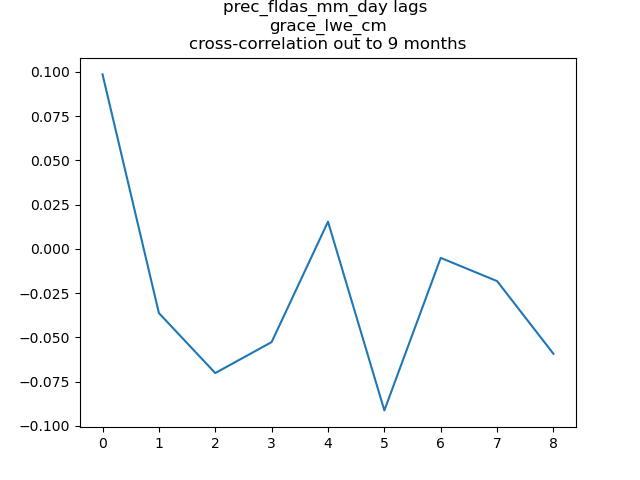 prec_fldas_mm_day lags
grace_lwe_cm
cross-correlation out to 9 months
0.100
0.075
0.050
0.025
0.000
−0.025
−0.050
−0.075
−0.100
0 1 2 3 4 5 6 7 8